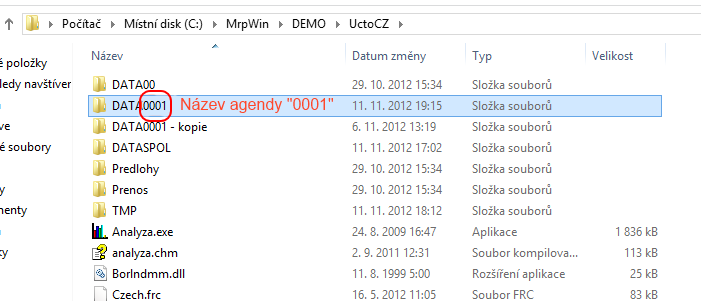 Počítač ▸ Místní disk (C:) ▸ MrpWin ▸ DEMO ▸ UctoCZ
Název Datum změny Typ Velikost
é položky
DATA00 29. 10. 2012 15:34 Složka souborů
ledy navštíver
DATA0001 Název agendy "0001" 11. 11. 2012 19:15 Složka souborů
ve DATA0001 - kopie 6. 11. 2012 13:19 Složka souborů
é soubory DATASPOL 11. 11. 2012 17:02 Složka souborů
Predlohy 29. 10. 2012 15:34 Složka souborů
y Prenos 29. 10. 2012 15:34 Složka souborů
menty TMP 11. 11. 2012 18:12 Složka souborů
Analyza.exe 24. 8. 2009 16:47 Aplikace 1 836 kB
analyza.chm 2. 9. 2011 12:31 Soubor kompilova... 113 kB
Borlndmm.dll 11. 8. 1999 5:00 Rozšíření aplikace 25 kB
Czech.frc 16. 5. 2012 11:05 Soubor FRC 83 kB